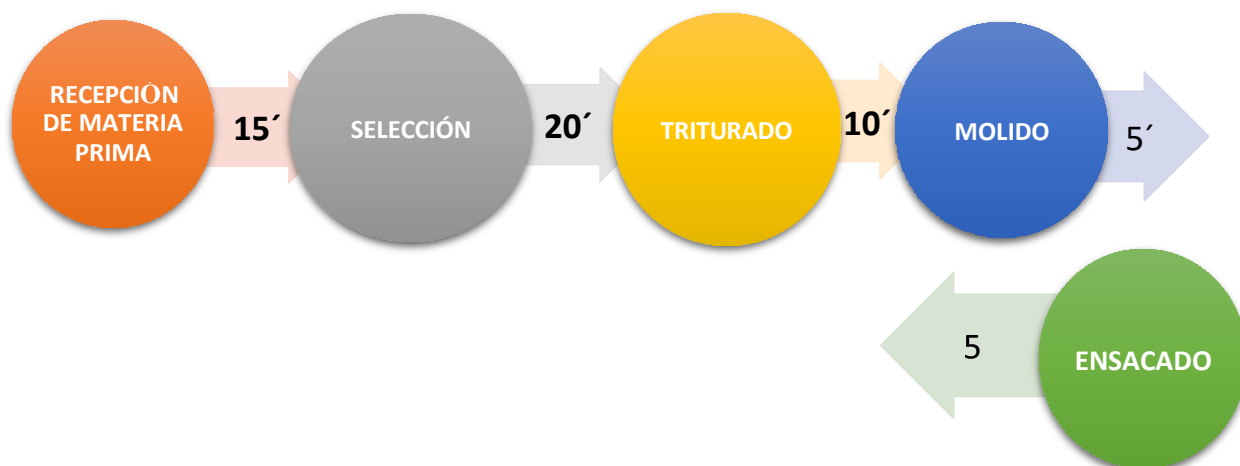 RECEPCIÓN
DE MATERIA
PRIMA
15´
SELECCIÓN
20´
TRITURADO
10´
MOLIDO
5´
5
ENSACADO